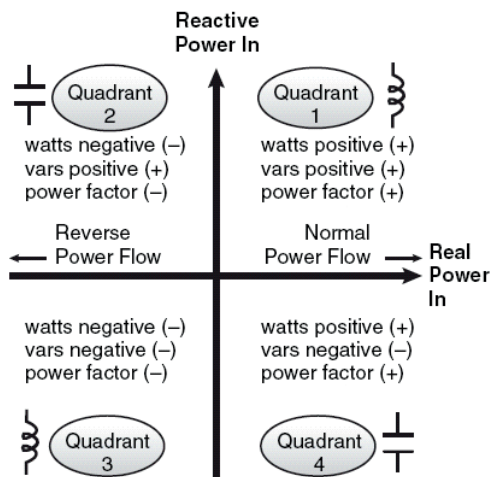 Reactive
Power In
Quadrant
2
Quadrant
1
watts negative (–)
vars positive (+)
power factor (–)
watts positive (+)
vars positive (+)
power factor (+)
Reverse
Power Flow
Normal
Power Flow
Real
Power
In
watts negative (–)
vars negative (–)
power factor (–)
watts positive (+)
vars negative (–)
power factor (+)
Quadrant
3
Quadrant
4